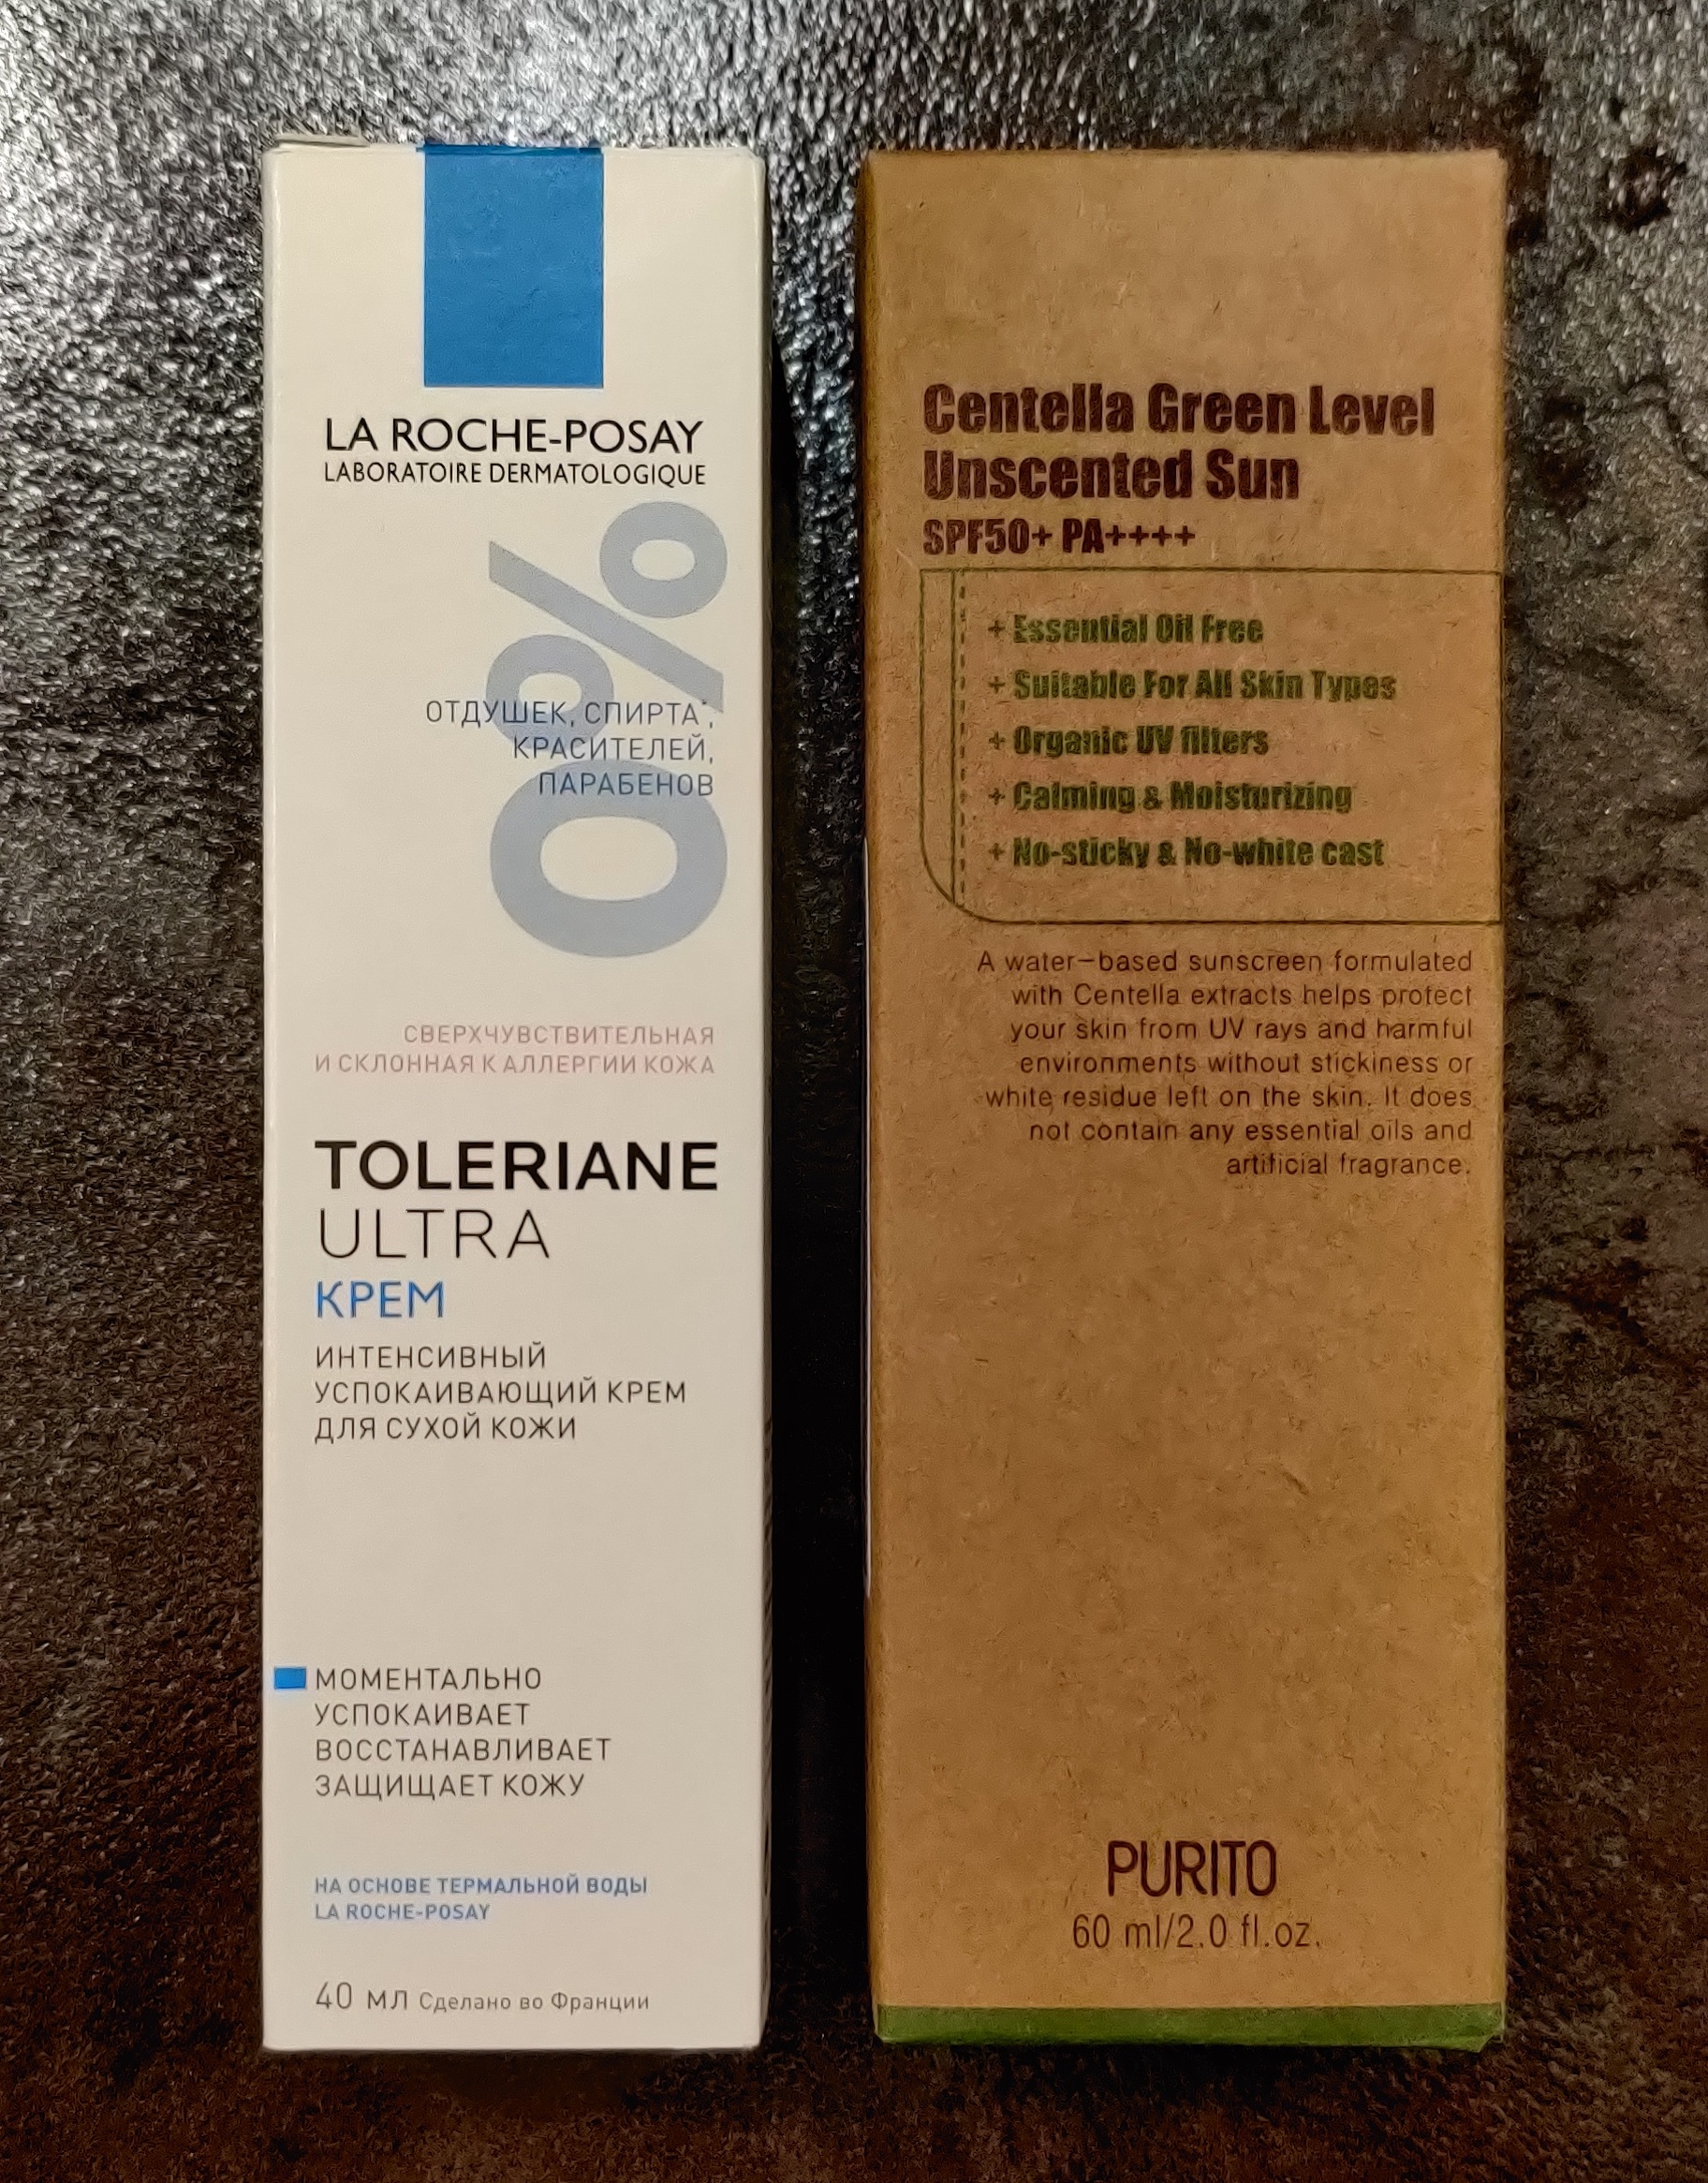 LA ROCHE-POSAY
LABORATOIRE DERMATOLOGIQUE
0%
ОТДУШЕК, СПИРТА*,
КРАСИТЕЛЕЙ,
ПАРАБЕНОВ
СВЕРХЧУВСТВИТЕЛЬНАЯ
И СКЛОННАЯ К АЛЛЕРГИИ КОЖА
TOLERIANE
ULTRA
КРЕМ
ИНТЕНСИВНЫЙ
УСПОКАИВАЮЩИЙ КРЕМ
ДЛЯ СУХОЙ КОЖИ
МОМЕНТАЛЬНО
УСПОКАИВАЕТ
ВОССТАНАВЛИВАЕТ
ЗАЩИЩАЕТ КОЖУ
НА ОСНОВЕ ТЕРМАЛЬНОЙ ВОДЫ
LA ROCHE-POSAY
40 мл Сделано во Франции
Centella Green Level
Unscented Sun
SPF50+ PA++++
+ Essential Oil Free
+ Suitable For All Skin Types
+ Organic UV filters
+ Calming & Moisturizing
+ No-sticky & No-white cast
A water-based sunscreen formulated
with Centella extracts helps protect
your skin from UV rays and harmful
environments without stickiness or
white residue left on the skin. It does
not contain any essential oils and
artificial fragrance.
PURITO
60 ml/2.0 fl.oz.